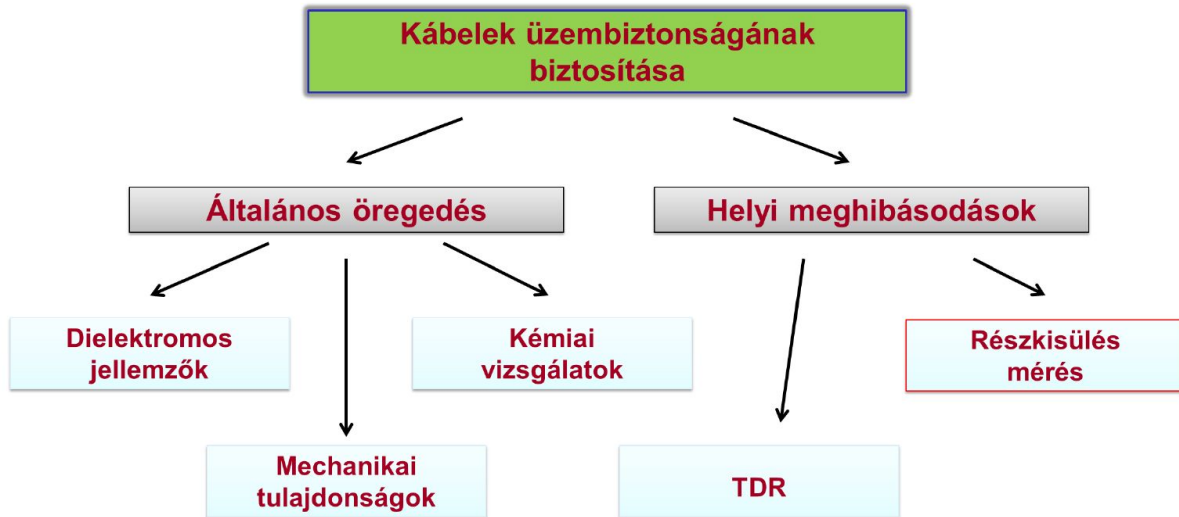 Kábelek üzembiztonságának
biztosítása
Általános öregedés
Helyi meghibásodások
Dielektromos
jellemzők
Kémiai
vizsgálatok
Részkisülés
mérés
Mechanikai
tulajdonságok
TDR